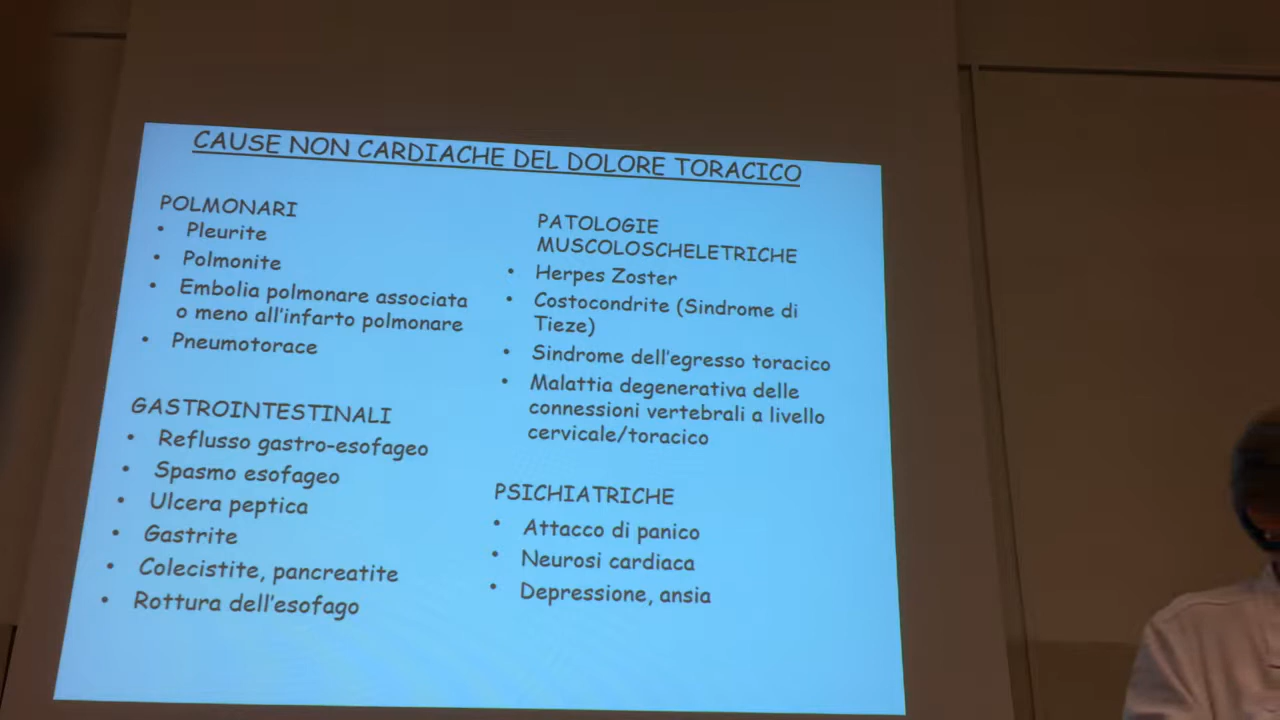 CAUSE NON CARDIACHE DEL DOLORE TORACICO
POLMONARI
• Pleurite
• Polmonite
• Embolia polmonare associata
o meno all'infarto polmonare
• Pneumotorace
GASTROINTESTINALI
• Reflusso gastro-esofageo
• Spasmo esofageo
• Ulcera peptica
• Gastrite
• Colecistite, pancreatite
• Rottura dell'esofago
PATOLOGIE
MUSCOLOSCHELETRICHE
• Herpes Zoster
• Costocondrite (Sindrome di
Tieze)
• Sindrome dell'egresso toracico
• Malattia degenerativa delle
connessioni vertebrali a livello
cervicale/toracico
PSICHIATRICHE
• Attacco di panico
• Neurosi cardiaca
• Depressione, ansia